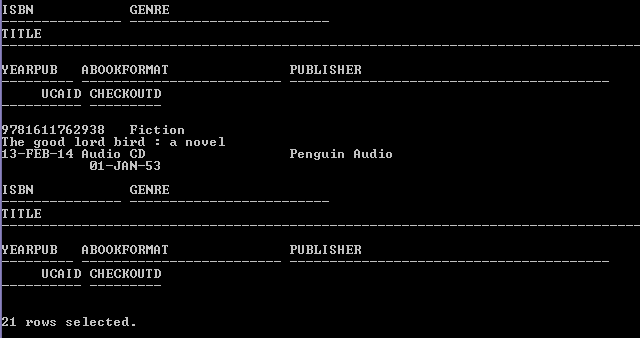 ISBN GENRE
---------------- -------------------------
TITLE
--------------------------------------------------------------------------------
YEARPUB ABOOKFORMAT PUBLISHER
--------- ------------------------- ----------------------------------------
UCAID CHECKOUTD
---------- ---------
9781611762938 Fiction
The good lord bird : a novel
13-FEB-14 Audio CD Penguin Audio
01-JAN-53
ISBN GENRE
---------------- -------------------------
TITLE
--------------------------------------------------------------------------------
YEARPUB ABOOKFORMAT PUBLISHER
--------- ------------------------- ----------------------------------------
UCAID CHECKOUTD
---------- ---------
21 rows selected.